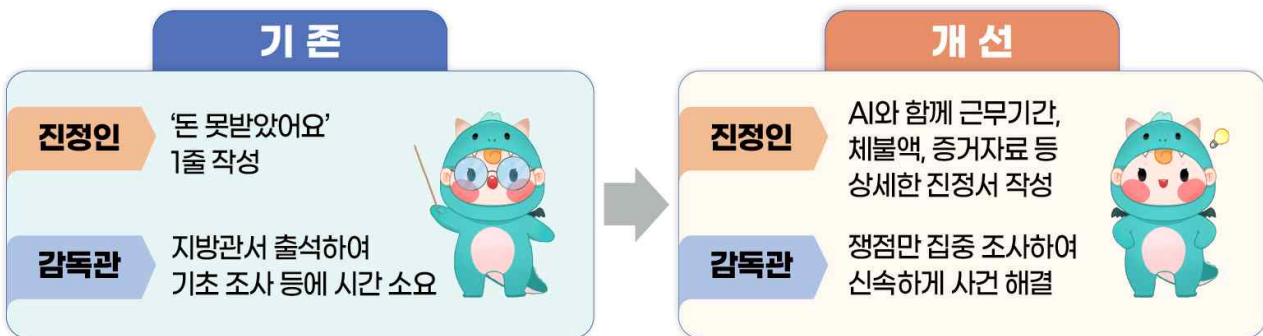 기 존
진정인
‘돈 못받았어요’
1줄 작성
감독관
지방관서 출석하여
기초 조사 등에 시간 소요
개 선
진정인
AI와 함께 근무기간,
체불액, 증거자료 등
상세한 진정서 작성
감독관
쟁점만 집중 조사하여
신속하게 사건 해결